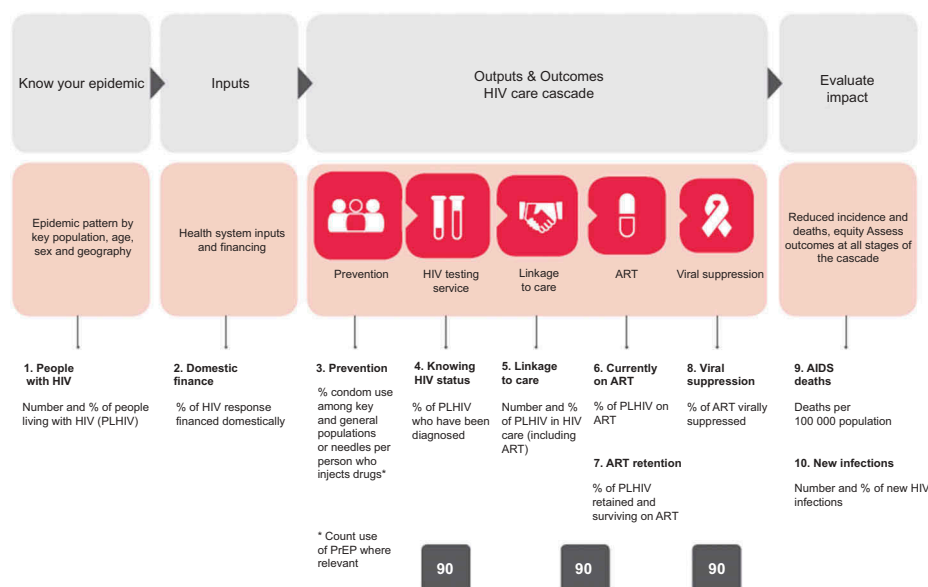 Know your epidemic
Inputs
Outputs & Outcomes
HIV care cascade
Evaluate
impact
Epidemic pattern by
key population, age,
sex and geography
Health system inputs
and financing
Prevention
HIV testing
service
Linkage
to care
ART
Viral suppression
Reduced incidence and
deaths, equity Assess
outcomes at all stages of
the cascade
1. People
with HIV
Number and % of people
living with HIV (PLHIV)
2. Domestic
finance
% of HIV response
financed domestically
3. Prevention
% condom use
among key
and general
populations
or needles per
person who
injects drugs*
* Count use
of PrEP where
relevant
4. Knowing
HIV status
% of PLHIV
who have been
diagnosed
5. Linkage
to care
Number and %
of PLHIV in HIV
care (including
ART)
6. Currently
on ART
% of PLHIV on
ART
7. ART retention
% of PLHIV
retained and
surviving on ART
8. Viral
suppression
% of ART virally
suppressed
9. AIDS
deaths
Deaths per
100 000 population
10. New infections
Number and % of new HIV
infections
90
90
90